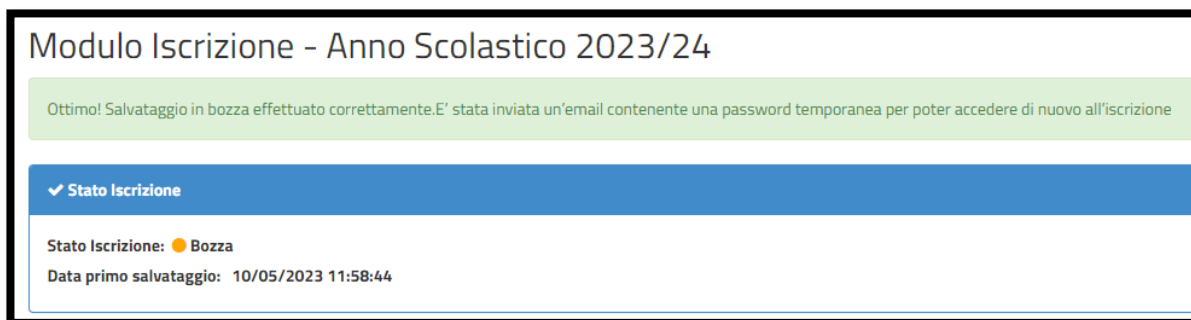 Modulo Iscrizione - Anno Scolastico 2023/24
Ottimo! Salvataggio in bozza effettuato correttamente.E’ stata inviata un’email contenente una password temporanea per poter accedere di nuovo all’iscrizione
Stato Iscrizione
Stato Iscrizione: Bozza
Data primo salvataggio: 10/05/2023 11:58:44